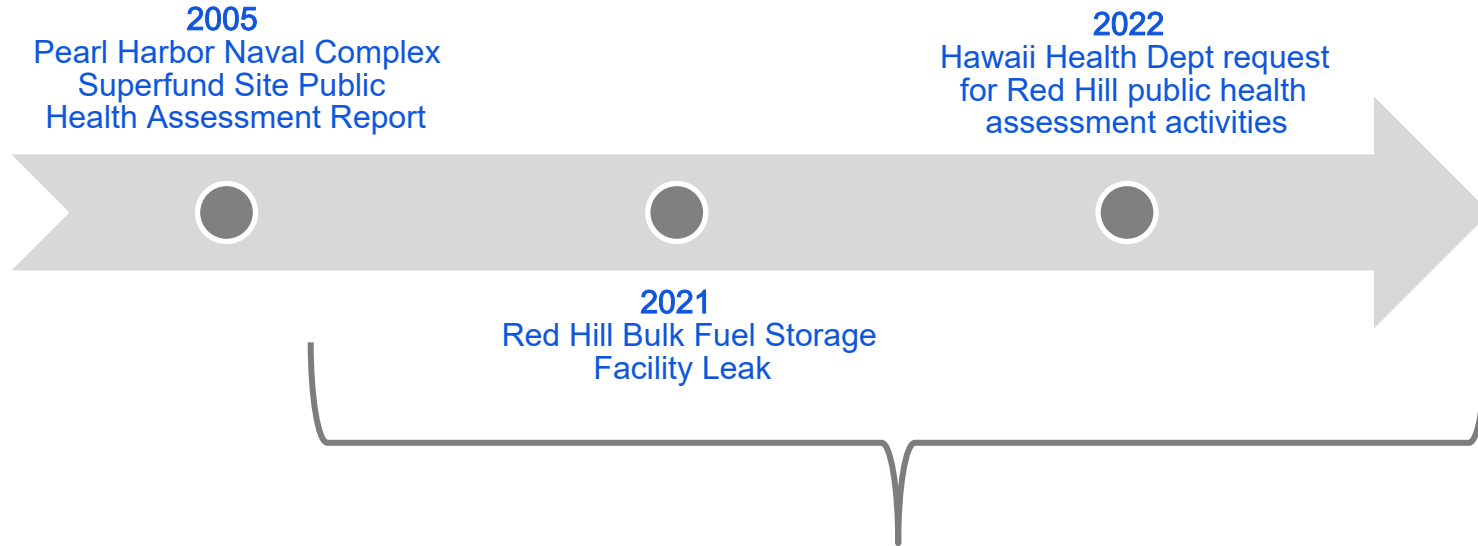 2005
Pearl Harbor Naval Complex
Superfund Site Public
Health Assessment Report
2021
Red Hill Bulk Fuel Storage
Facility Leak
2022
Hawaii Health Dept request
for Red Hill public health
assessment activities